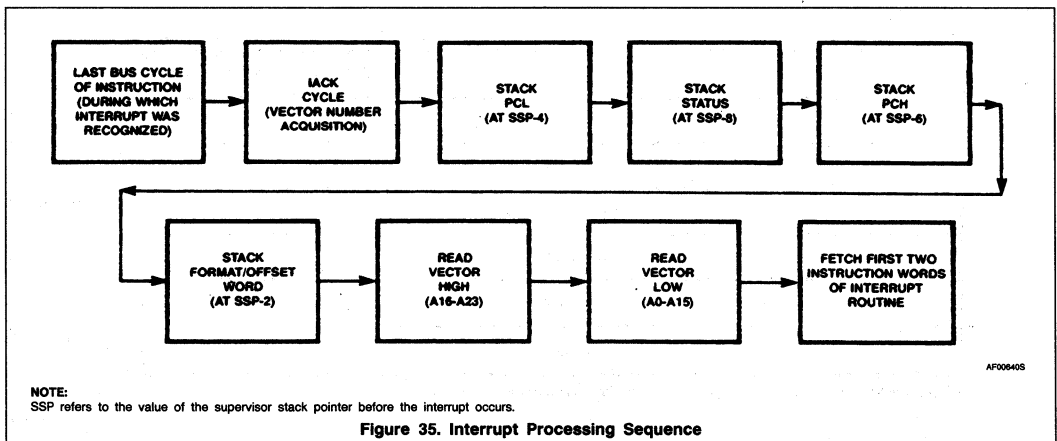 LAST BUS CYCLE
OF INSTRUCTION
(DURING WHICH
INTERRUPT WAS
RECOGNIZED)
IACK
CYCLE
(VECTOR NUMBER
ACQUISITION)
STACK
PCL
(AT SSP-4)
STACK
STATUS
(AT SSP-8)
STACK
PCH
(AT SSP-6)
STACK
FORMAT/OFFSET
WORD
(AT SSP-2)
READ
VECTOR
HIGH
(A16-A23)
READ
VECTOR
LOW
(A0-A15)
FETCH FIRST TWO
INSTRUCTION WORDS
OF INTERRUPT
ROUTINE
AF00640S
NOTE:
SSP refers to the value of the supervisor stack pointer before the interrupt occurs.
Figure 35. Interrupt Processing Sequence